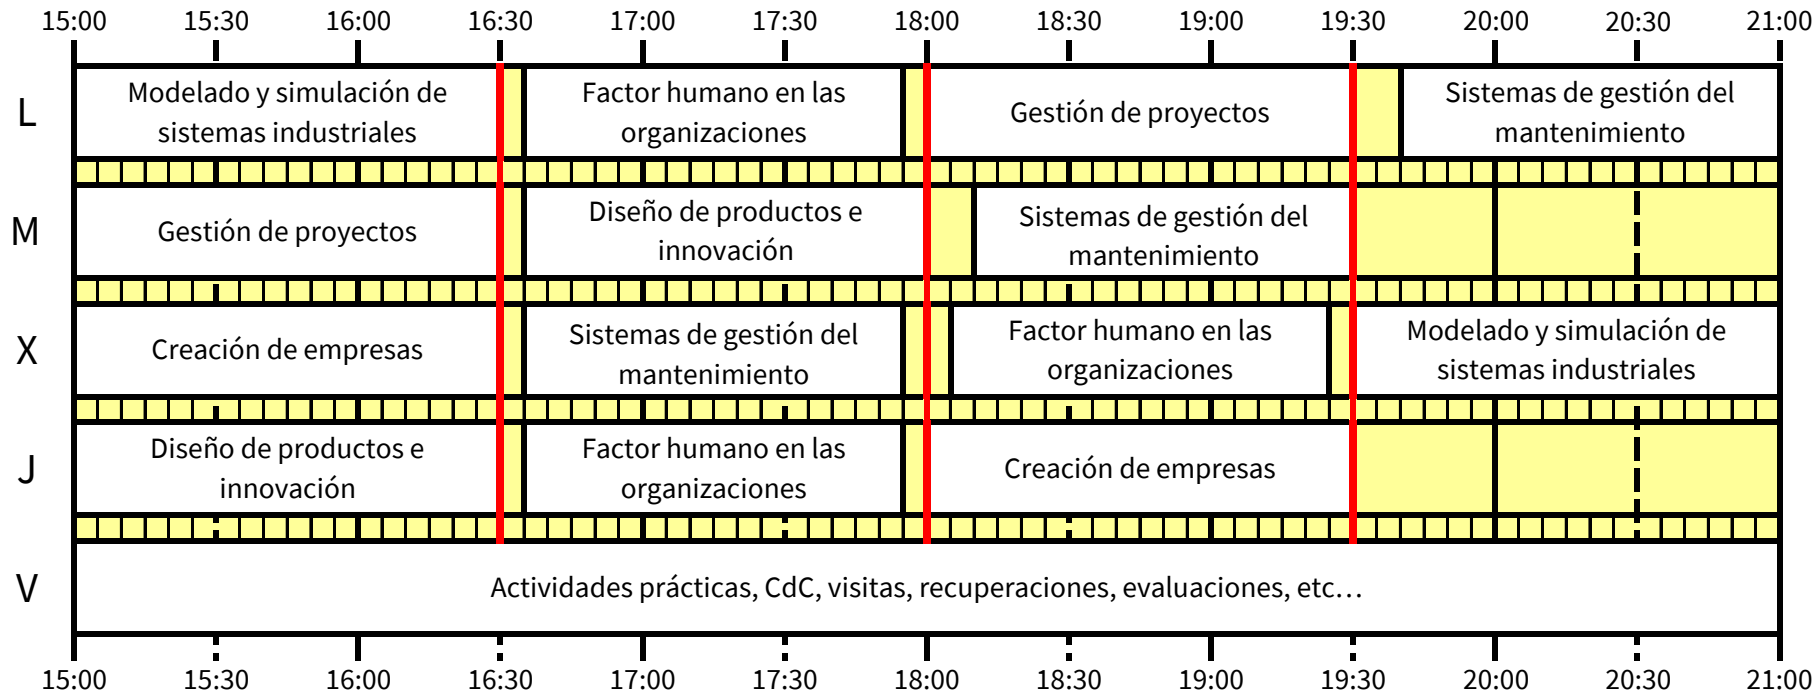 15:00 15:30 16:00 16:30 17:00 17:30 18:00 18:30 19:00 19:30 20:00 20:30 21:00
L
Modelado y simulación de
sistemas industriales
Factor humano en las
organizaciones
Gestión de proyectos
Sistemas de gestión del
mantenimiento
M
Gestión de proyectos
Diseño de productos e
innovación
Sistemas de gestión del
mantenimiento
X
Creación de empresas
Sistemas de gestión del
mantenimiento
Factor humano en las
organizaciones
Modelado y simulación de
sistemas industriales
J
Diseño de productos e
innovación
Factor humano en las
organizaciones
Creación de empresas
V
Actividades prácticas, CdC, visitas, recuperaciones, evaluaciones, etc…
15:00 15:30 16:00 16:30 17:00 17:30 18:00 18:30 19:00 19:30 20:00 20:30 21:00